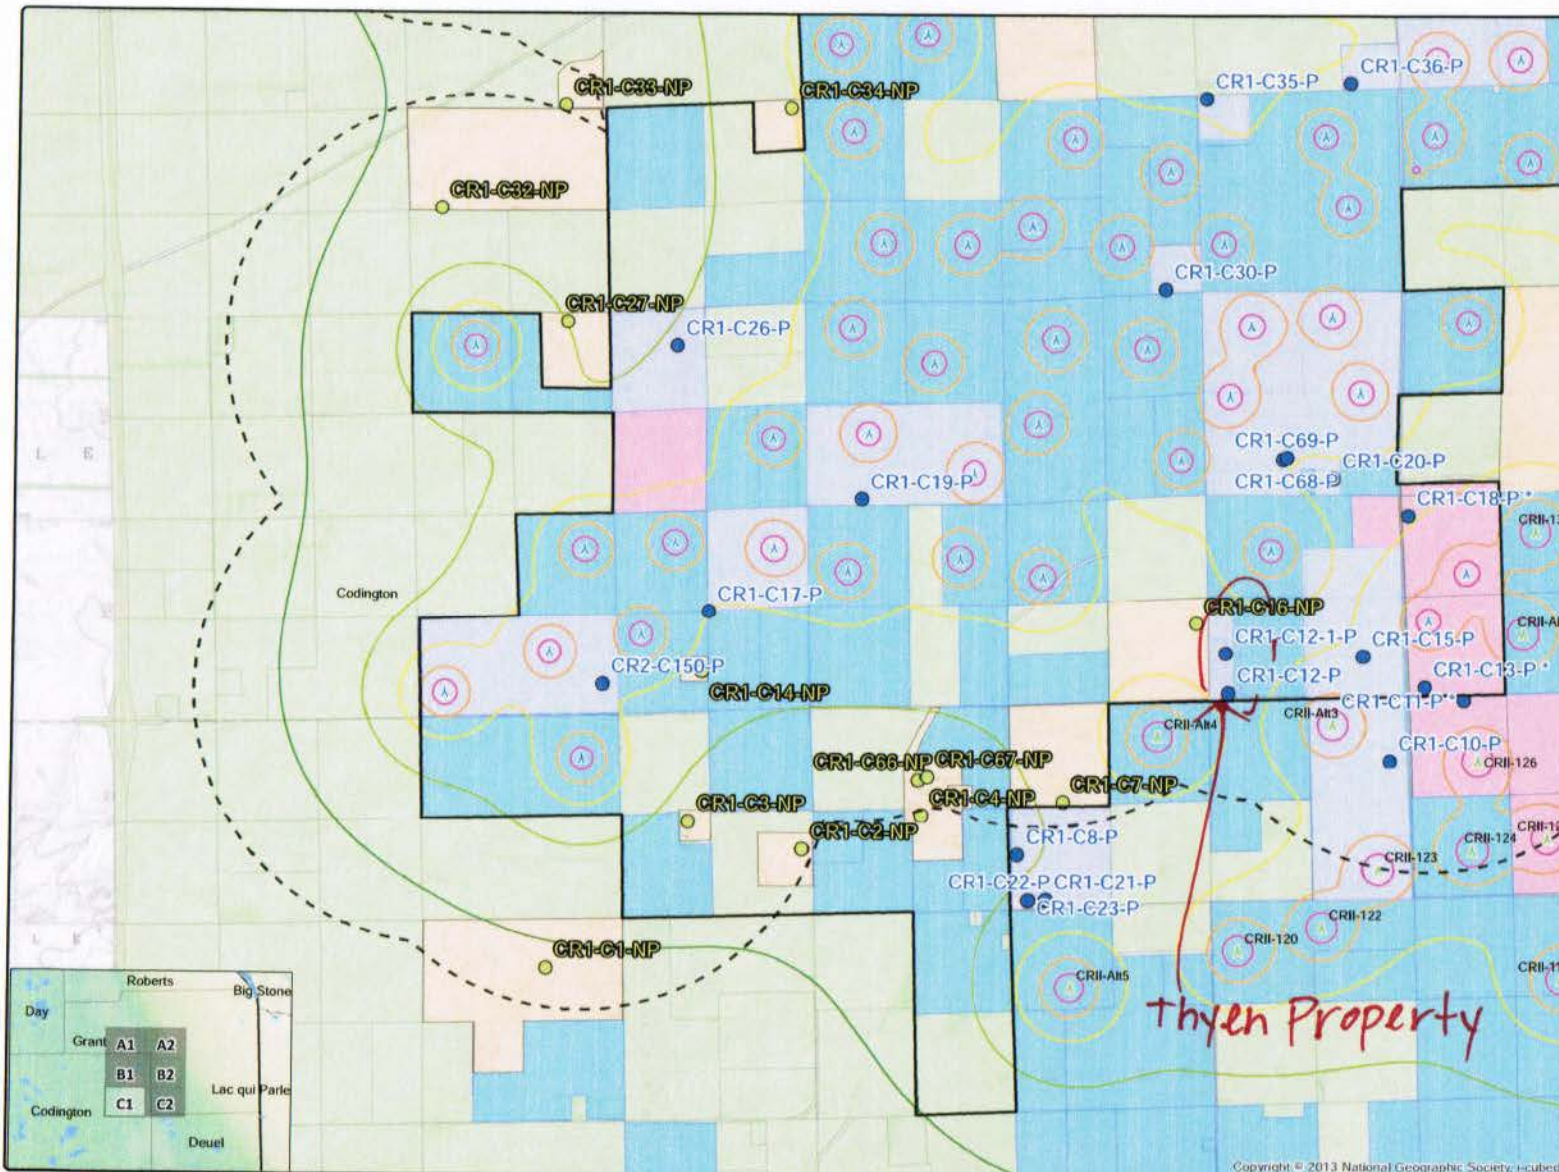 CR1-C33-NP
CR1-C34-NP
CR1-C35-P
CR1-C36-P
CR1-C32-NP
CR1-C30-P
CR1-C27-NP
CR1-C26-P
CR1-C69-P
CR1-C20-P
CR1-C68-P
L E
CR1-C19-P
CR1-C18-P*
Codington
CR1-C17-P
CR1-C16-NP
CR1-C12-1-P
CR1-C15-P
CR2-C150-P
CR1-C12-P
CR1-C13-P*
CR1-C14-NP
CR1-C11-P*
CRII-Alt4
CRII-Alt3
CR1-C10-P
CR1-C66-NP
CR1-C67-NP
CRII-126
CR1-C3-NP
CR1-C4-NP
CR1-C7-NP
CR1-C2-NP
CR1-C8-P
CRII-124
CRII-123
CR1-C22-P
CR1-C21-P
CR1-C23-P
CRII-122
CRII-120
L E
CR1-C1-NP
CRII-Alt5
Thyen Property
Roberts
Big Stone
Day
Grant
A1
A2
B1
B2
Lac qui Parle
C1
C2
Codington
Deuel
Copyright © 2013 National Geographic Society, i-cubed